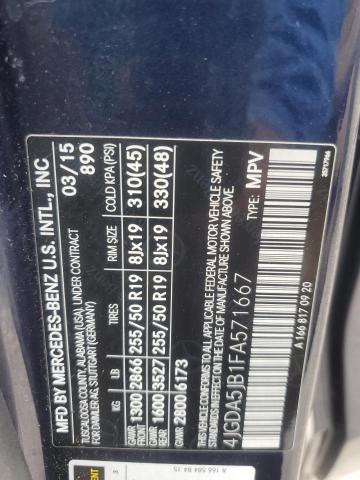 MFD BY MERCEDES-BENZ U.S. INTL., INC
TUSCALOOSA COUNTY, ALABAMA (USA) UNDER CONTRACT
FOR DAIMLER AG. STUTTGART (GERMANY)
03/15
890
KG LB TIRES RIM SIZE COLD KPA (PSI)
GAWR FRONT 1300 2866 255/50 R19 8Jx19 310(45)
GAWR REAR 1600 3527 255/50 R19 8Jx19 330(48)
GVWR 2800 6173
THIS VEHICLE CONFORMS TO ALL APPLICABLE FEDERAL MOTOR VEHICLE SAFETY
STANDARDS IN EFFECT ON THE DATE OF MANUFACTURE SHOWN ABOVE.
4JGDA5JB1FA571667 TYPE: MPV
A 166 817 09 20
A 166 584 84 15